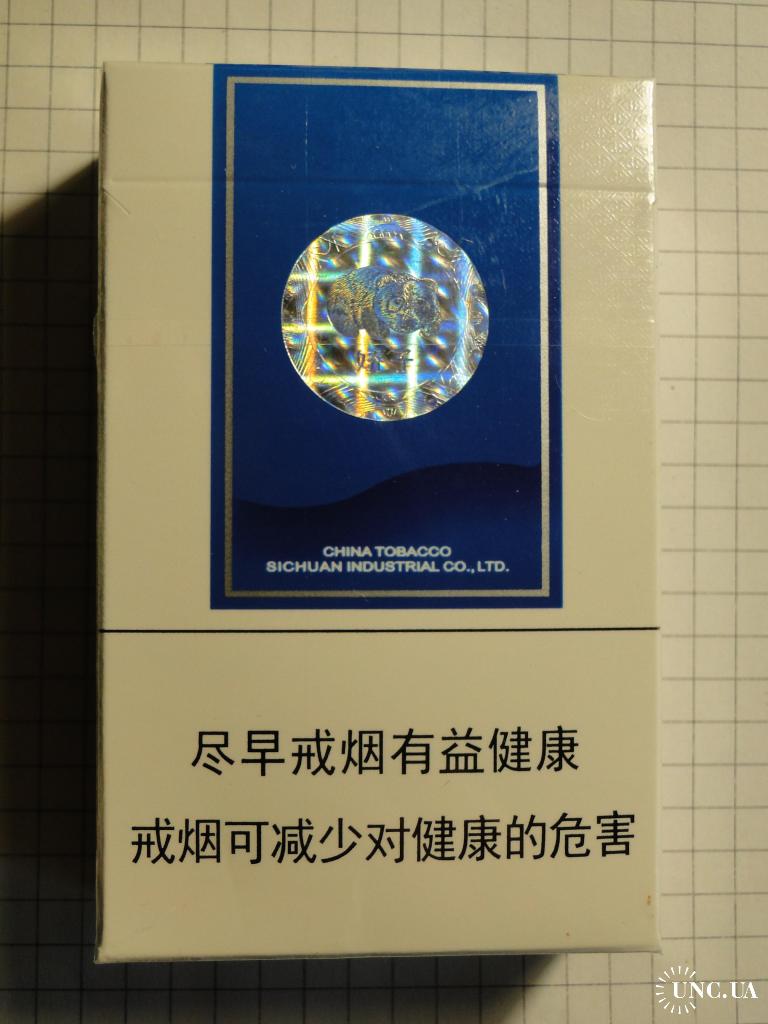 CHINA TOBACCO
SICHUAN INDUSTRIAL CO., LTD.
尽早戒烟有益健康
戒烟可减少对健康的危害
UNC.UA